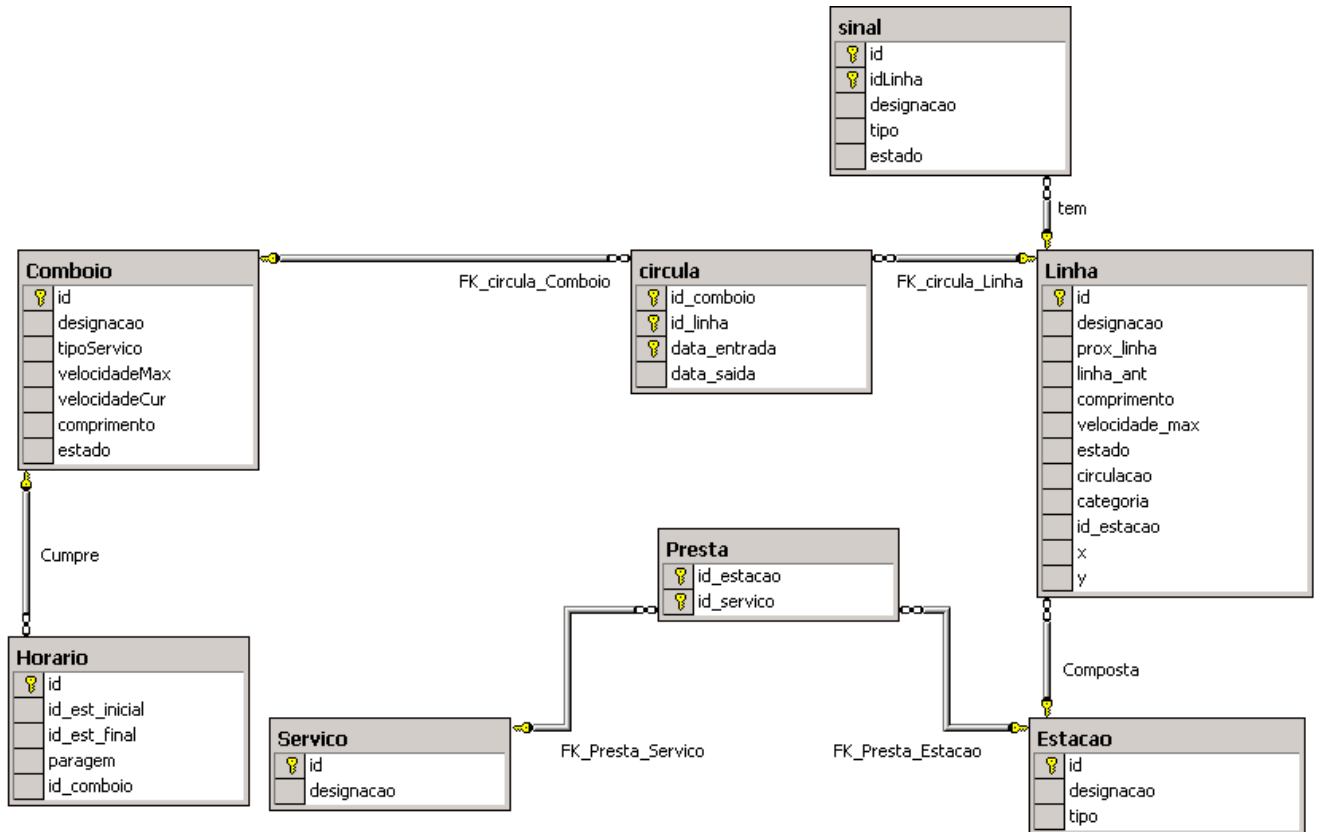 sinal
id
idLinha
designacao
tipo
estado
tem
Comboio
id
designacao
tipoServico
velocidadeMax
velocidadeCur
comprimento
estado
FK_circula_Comboio
circula
id_comboio
id_linha
data_entrada
data_saida
FK_circula_Linha
Linha
id
designacao
prox_linha
linha_ant
comprimento
velocidade_max
estado
circulacao
categoria
id_estacao
x
y
Cumpre
Presta
id_estacao
id_servico
Composta
Horario
id
id_est_inicial
id_est_final
paragem
id_comboio
Servico
id
designacao
FK_Presta_Servico
FK_Presta_Estacao
Estacao
id
designacao
tipo